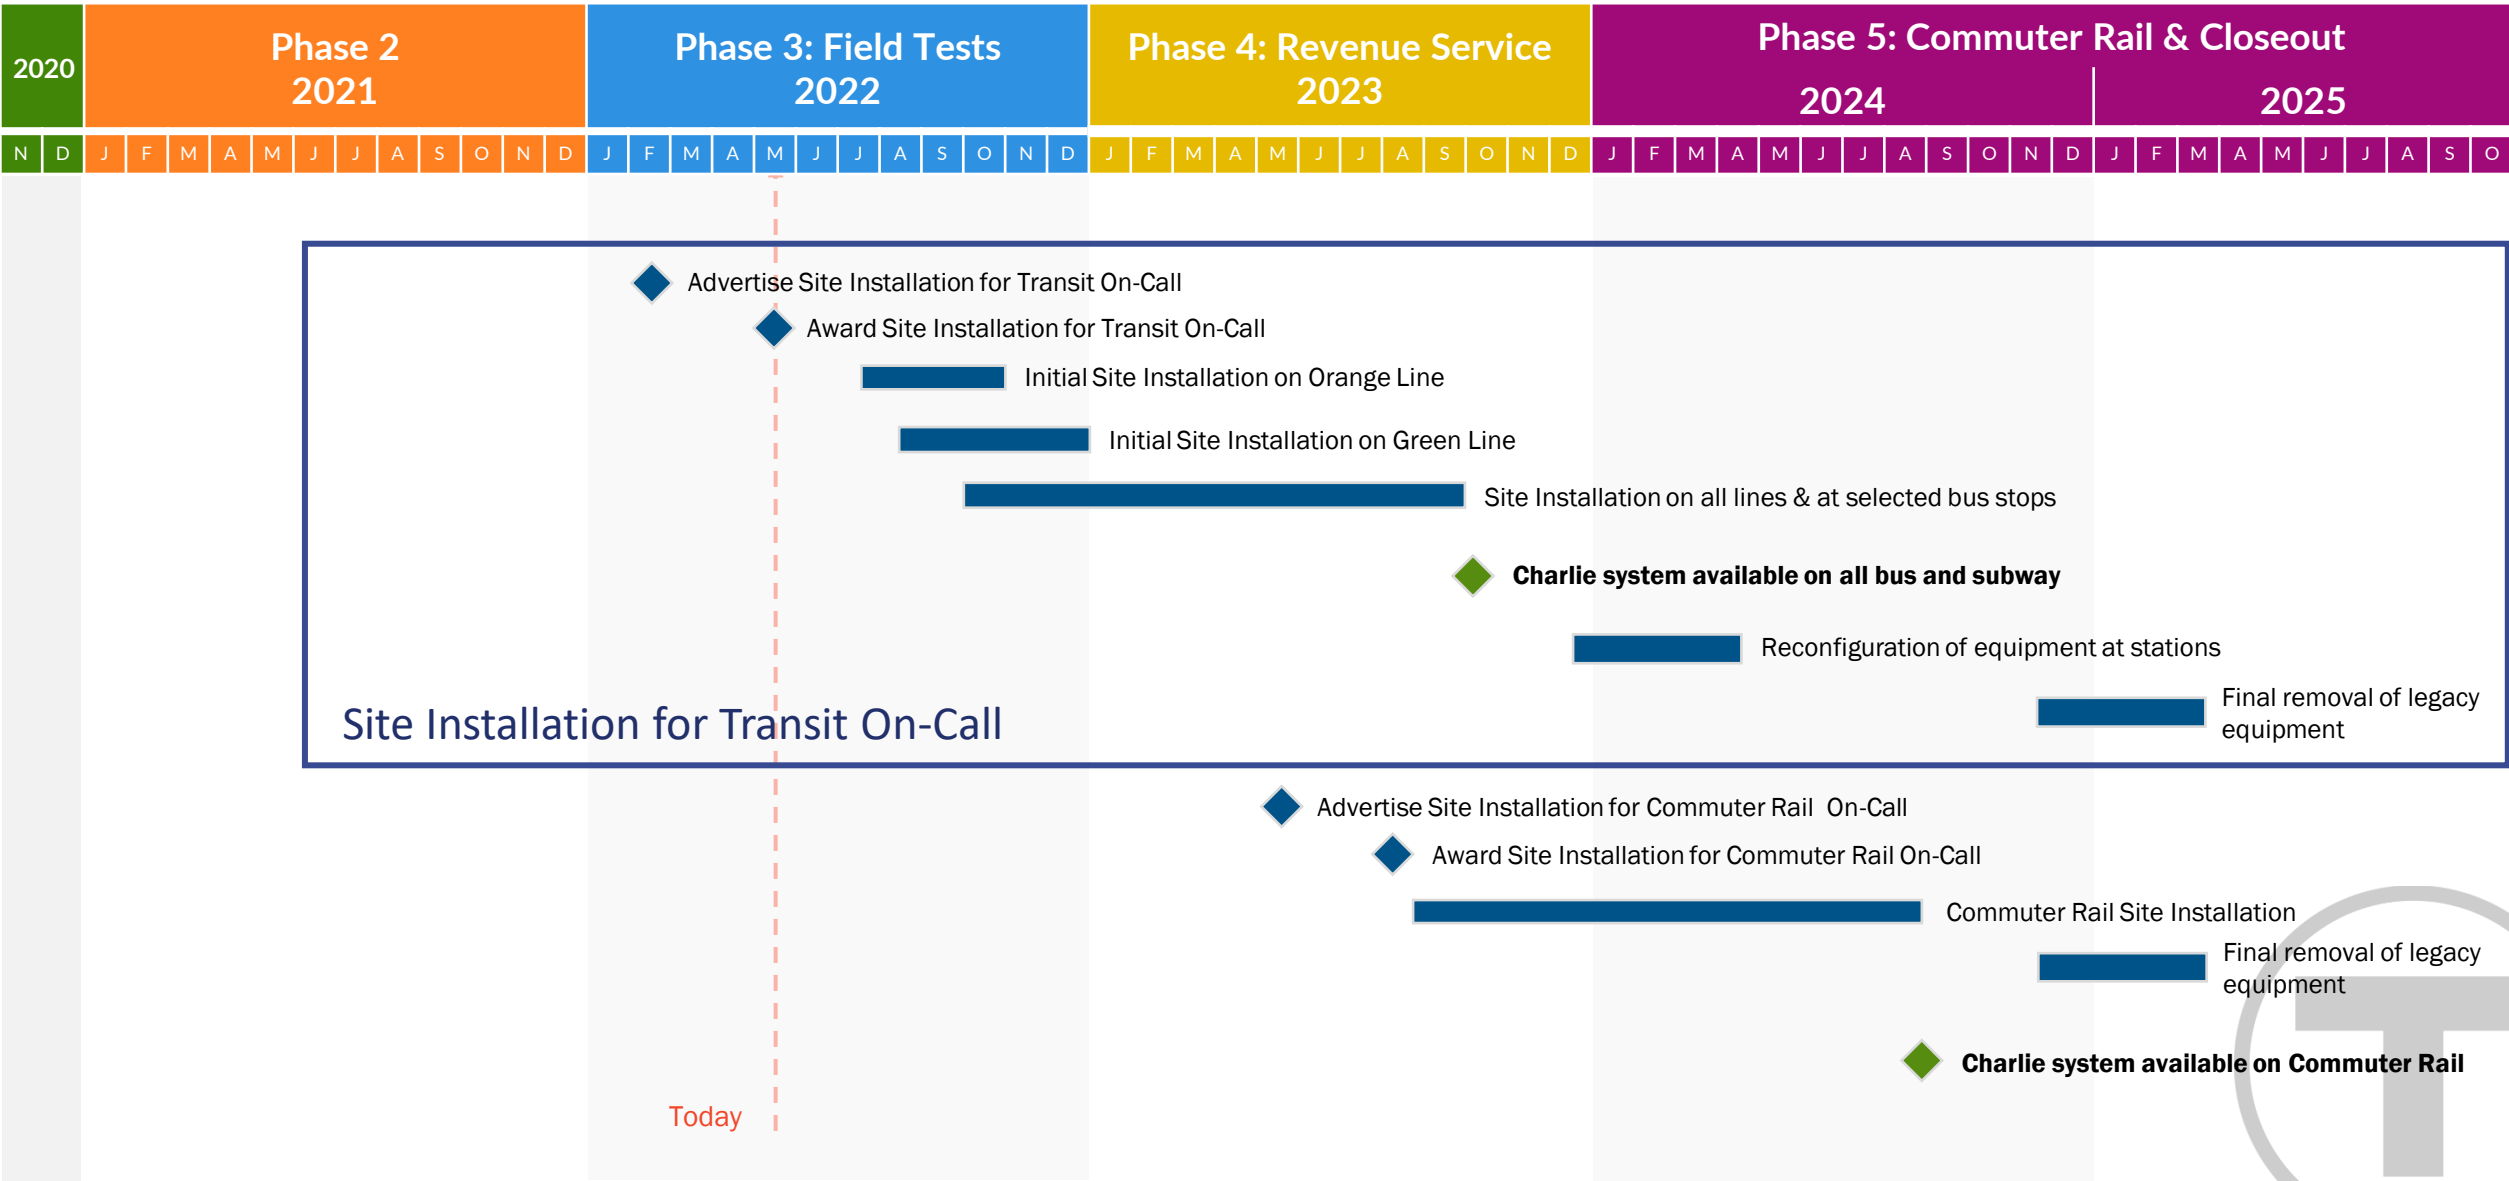 2020
Phase 2
2021
Phase 3: Field Tests
2022
Phase 4: Revenue Service
2023
Phase 5: Commuter Rail & Closeout
2024 2025
N D J F M A M J J A S O N D J F M A M J J A S O N D J F M A M J J A S O N D J F M A M J J A S O N D J F M A M J J A S O
Advertise Site Installation for Transit On-Call
Award Site Installation for Transit On-Call
Initial Site Installation on Orange Line
Initial Site Installation on Green Line
Site Installation on all lines & at selected bus stops
Charlie system available on all bus and subway
Reconfiguration of equipment at stations
Final removal of legacy
equipment
Site Installation for Transit On-Call
Advertise Site Installation for Commuter Rail On-Call
Award Site Installation for Commuter Rail On-Call
Commuter Rail Site Installation
Final removal of legacy
equipment
Charlie system available on Commuter Rail
Today
T